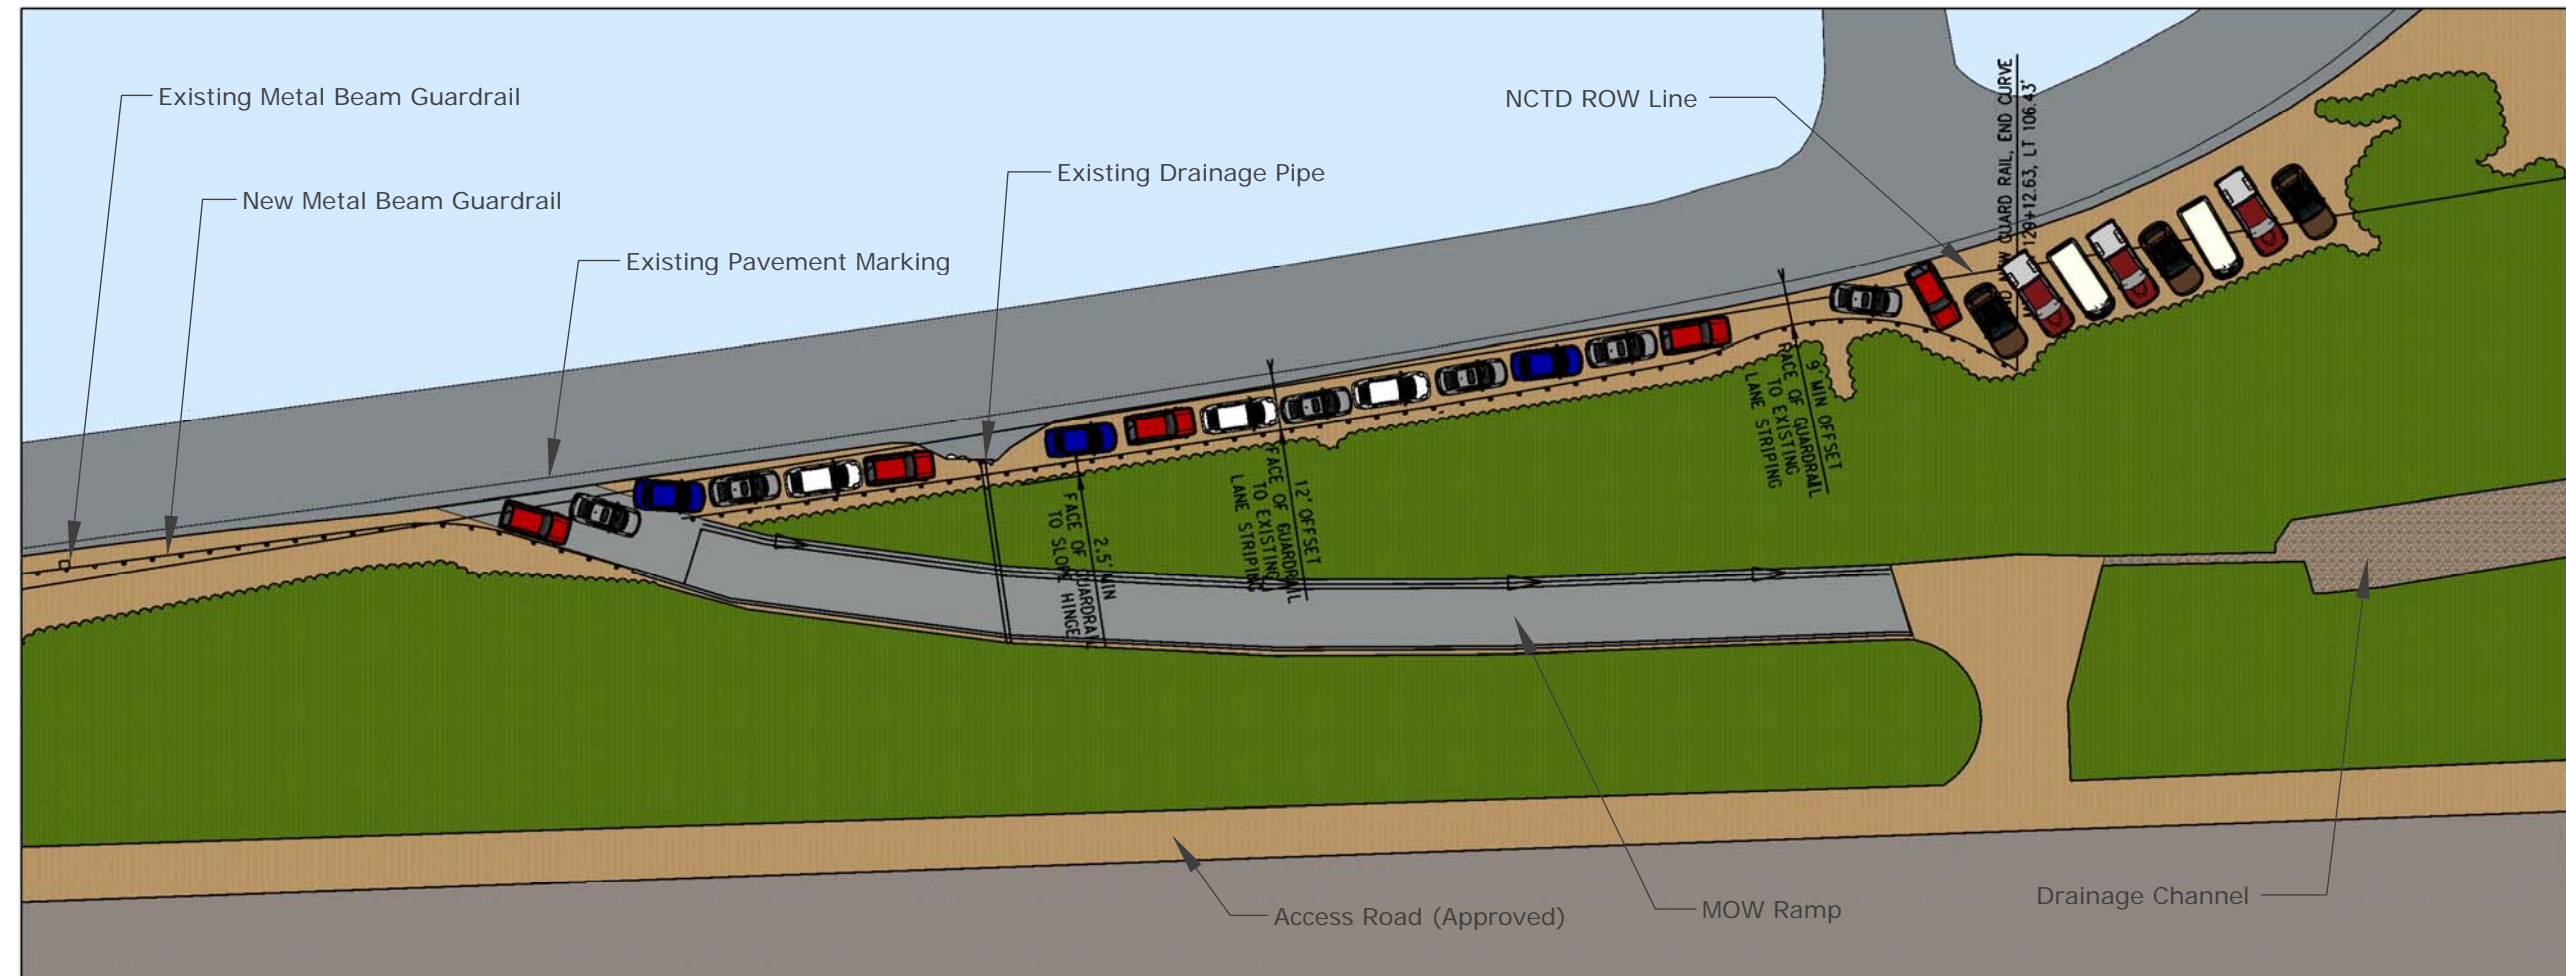 Existing Metal Beam Guardrail
New Metal Beam Guardrail
Existing Pavement Marking
Existing Drainage Pipe
NCTD ROW Line
NEW GUARD RAIL, END CURVE
129+12.63, LT 106.43'
9' MIN OFFSET
FACE OF GUARDRAIL
TO EXISTING
LANE STRIPING
12' OFFSET
FACE OF GUARDRAIL
TO EXISTING
LANE STRIPING
2.5' MIN
FACE OF GUARDRAIL
TO SLOPE HINGE
Access Road (Approved)
MOW Ramp
Drainage Channel